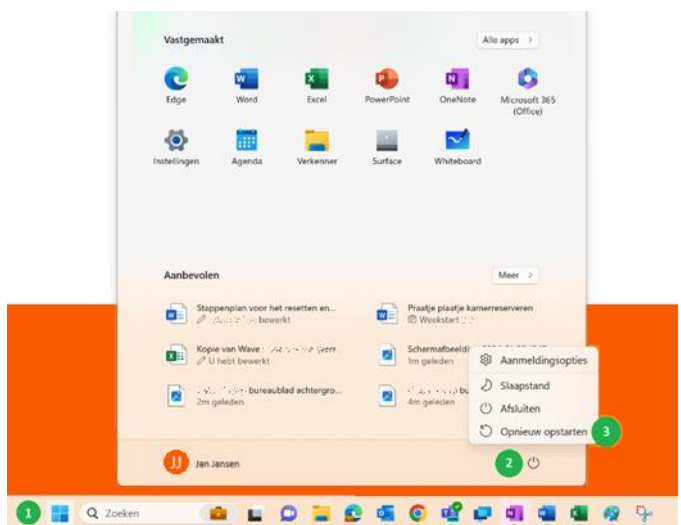 Vastgemaakt
Alle apps >
Edge
Word
Excel
PowerPoint
OneNote
Microsoft 365
(Office)
Instellingen
Agenda
Verkenner
Surface
Whiteboard
Aanbevolen
Meer >
Stappenplan voor het resetten en...
bewerkt
Praatje plaatje kamerreserveren
Weekstart
Kopie van Wave
U hebt bewerkt
Schermafbeelding
1m geleden
bureaublad achtergro...
2m geleden
bu
4m geleden
Aanmeldingsopties
Slaapstand
Afsluiten
Opnieuw opstarten
3
JJ
Jan Jansen
2
1
Zoeken